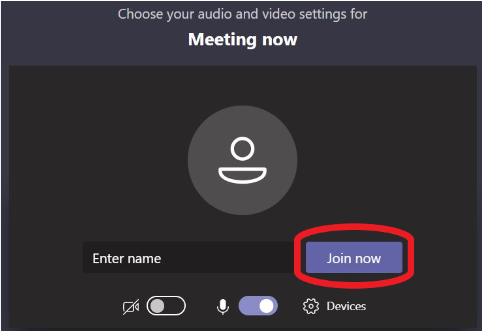 Choose your audio and video settings for
Meeting now
Enter name
Join now
Devices